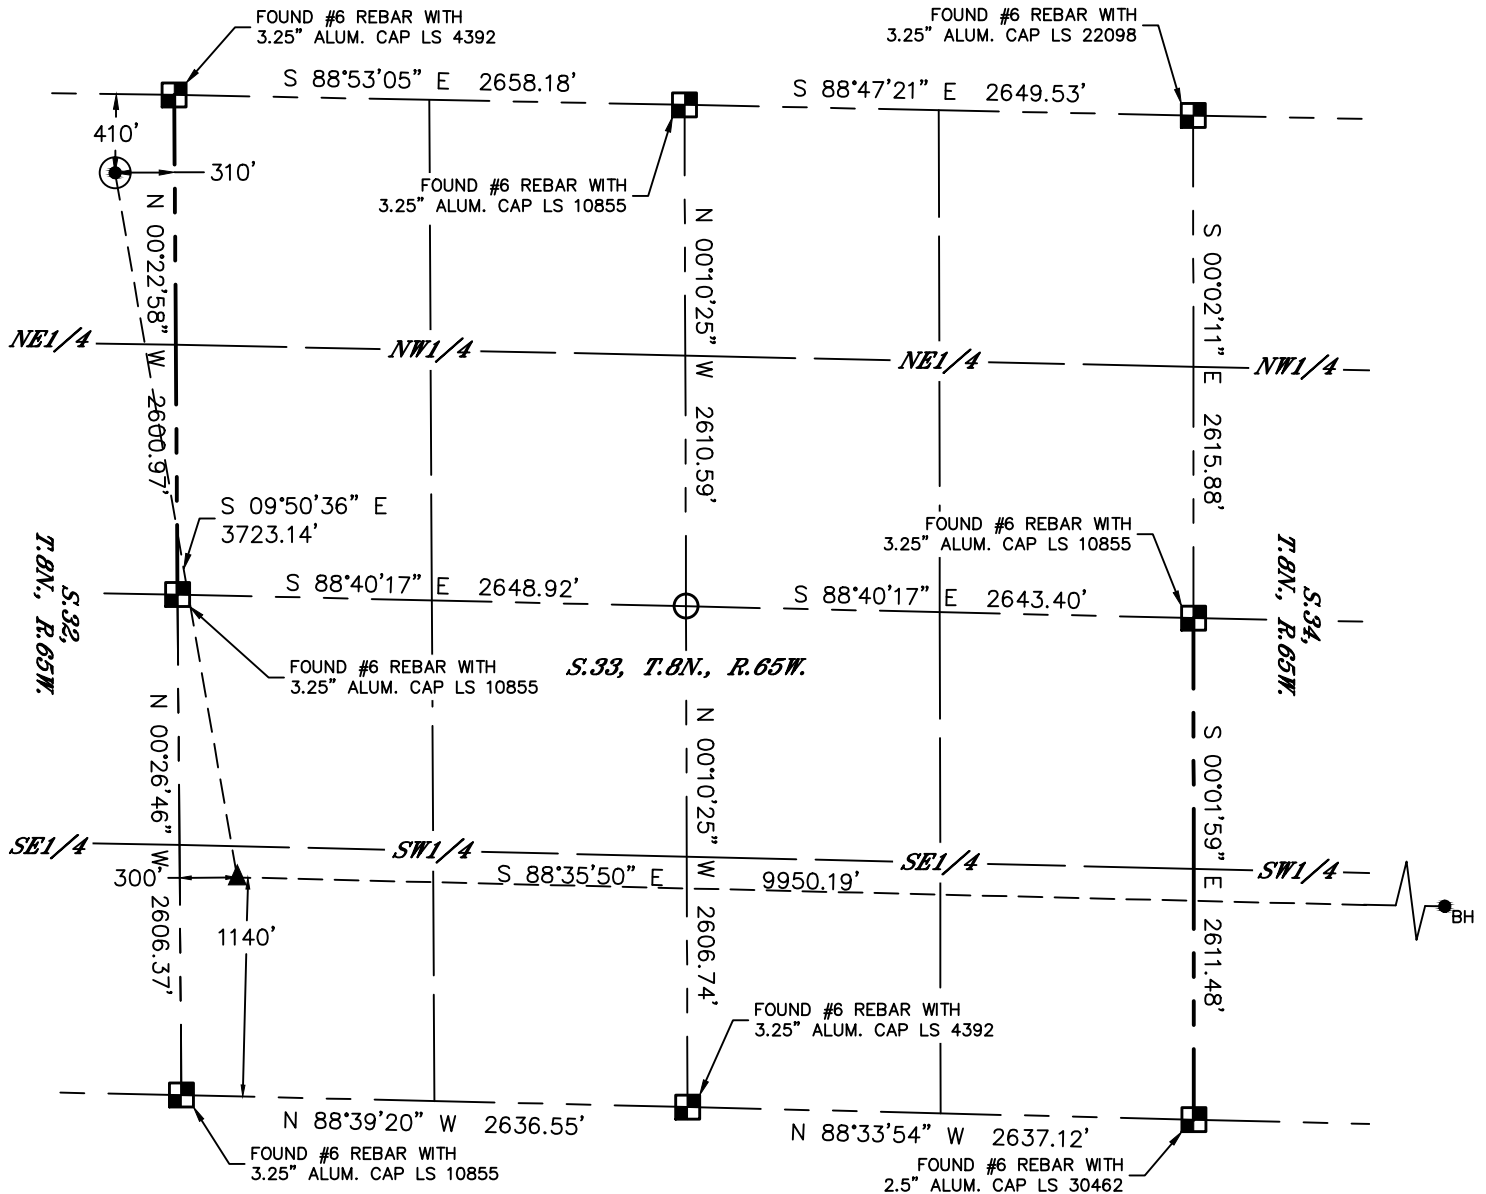 FOUND #6 REBAR WITH
3.25" ALUM. CAP LS 4392
FOUND #6 REBAR WITH
3.25" ALUM. CAP LS 22098
S 88°53'05" E 2658.18'
S 88°47'21" E 2649.53'
410'
310'
FOUND #6 REBAR WITH
3.25" ALUM. CAP LS 10855
N 00°22'58" W 2600.97'
N 00°10'25" W 2610.59'
S 00°02'11" E 2615.88'
NE1/4
NW1/4
NE1/4
NW1/4
S 09°50'36" E
3723.14'
FOUND #6 REBAR WITH
3.25" ALUM. CAP LS 10855
S.32,
T.8N., R.65W.
S 88°40'17" E 2648.92'
S 88°40'17" E 2643.40'
S.34,
T.8N., R.65W.
FOUND #6 REBAR WITH
3.25" ALUM. CAP LS 10855
S.33, T.8N., R.65W.
N 00°26'46" W 2606.37'
N 00°10'25" W 2606.74'
S 00°01'59" E 2611.48'
SE1/4
SW1/4
SE1/4
SW1/4
300'
S 88°35'50" E 9950.19'
BH
1140'
FOUND #6 REBAR WITH
3.25" ALUM. CAP LS 4392
N 88°39'20" W 2636.55'
N 88°33'54" W 2637.12'
FOUND #6 REBAR WITH
3.25" ALUM. CAP LS 10855
FOUND #6 REBAR WITH
2.5" ALUM. CAP LS 30462